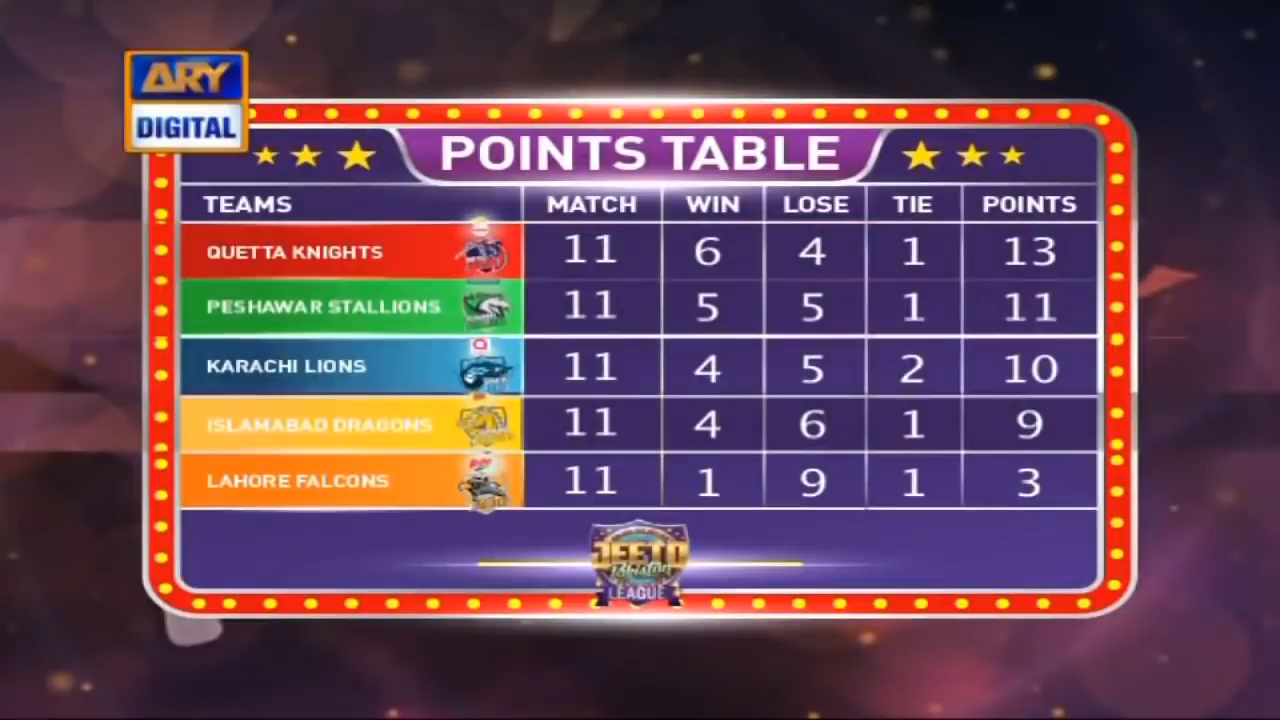 ARY
DIGITAL
POINTS TABLE
TEAMS MATCH WIN LOSE TIE POINTS
QUETTA KNIGHTS 11 6 4 1 13
PESHAWAR STALLIONS 11 5 5 1 11
KARACHI LIONS 11 4 5 2 10
ISLAMABAD DRAGONS 11 4 6 1 9
LAHORE FALCONS 11 1 9 1 3
JEETO
Pakistan
LEAGUE